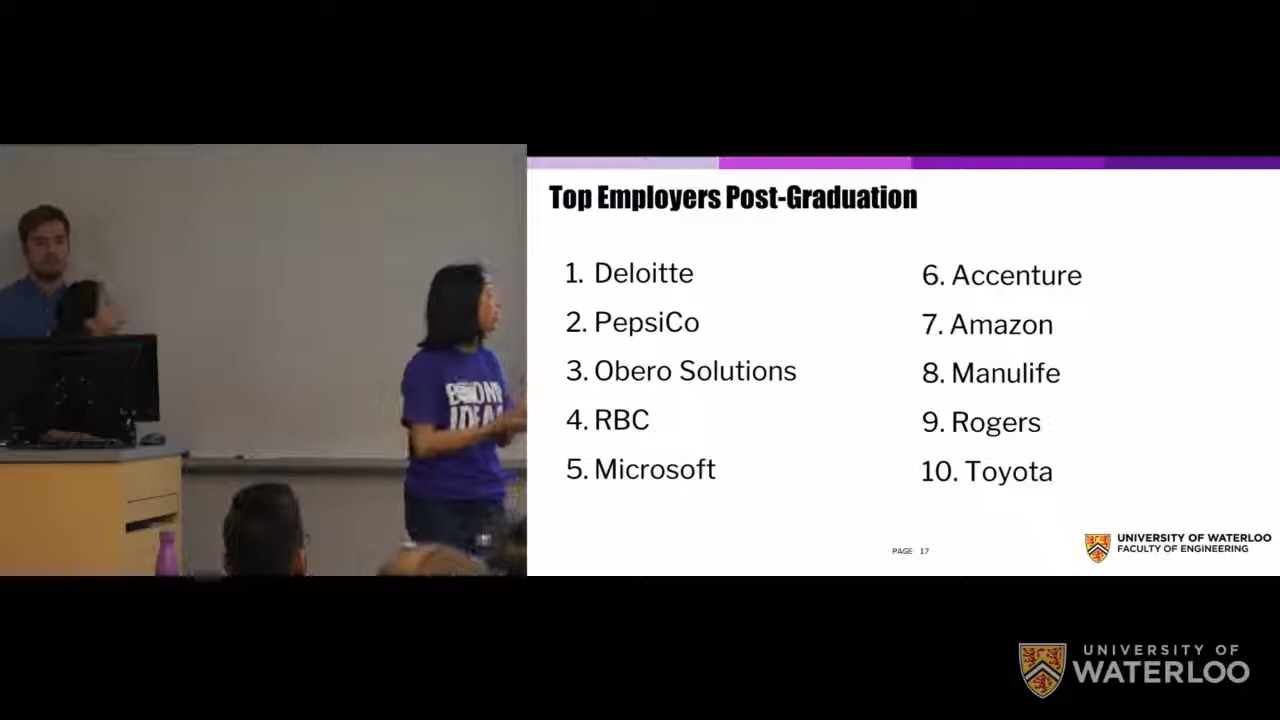 Top Employers Post-Graduation
1. Deloitte
2. PepsiCo
3. Obero Solutions
4. RBC
5. Microsoft
6. Accenture
7. Amazon
8. Manulife
9. Rogers
10. Toyota
PAGE 17
UNIVERSITY OF WATERLOO
FACULTY OF ENGINEERING
UNIVERSITY OF
WATERLOO